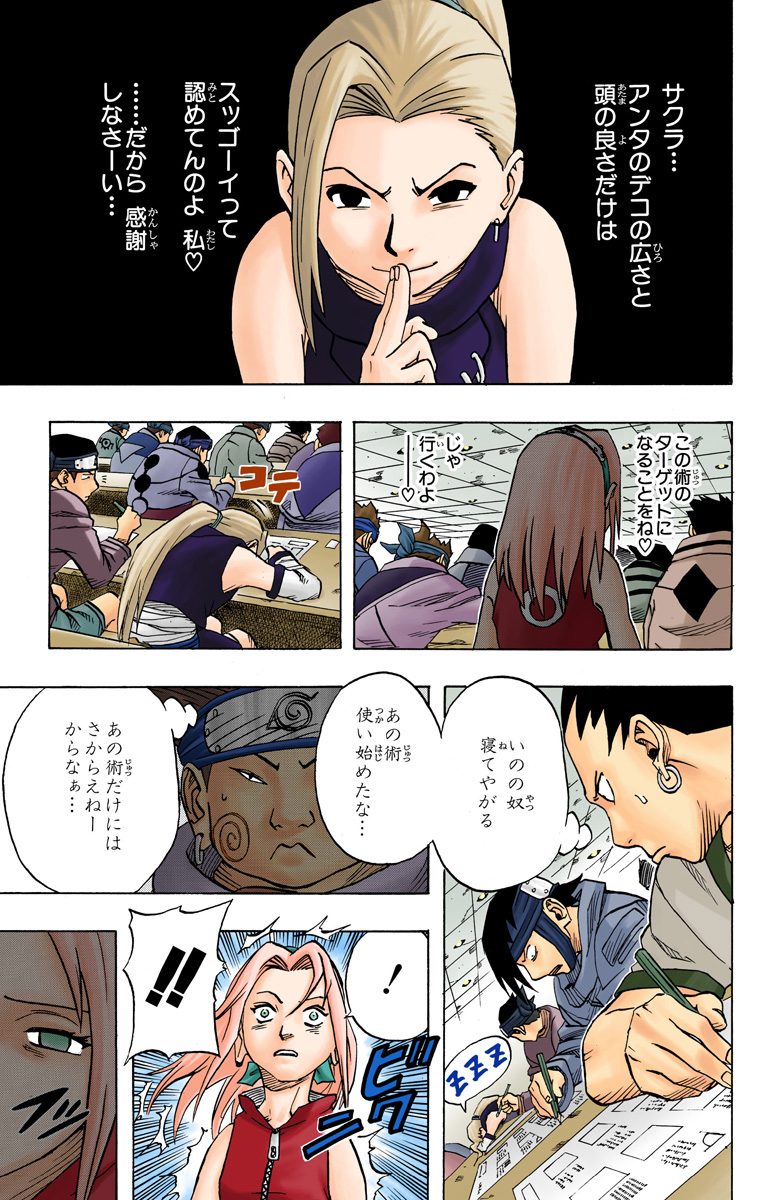 サクラ…
アンタのデコの広さと
頭の良さだけは
スッゴーイって
認めてんのよ 私♡
……だから 感謝
しなさーい…
この術の
ターゲットに
なることをね♡
じゃ
行くわよ
――♡
コテ
いのの奴
寝てやがる
あの術
使い始めたな…
あの術だけには
さからえねー
からなぁ…
ZZZ
!
ビクン
!!